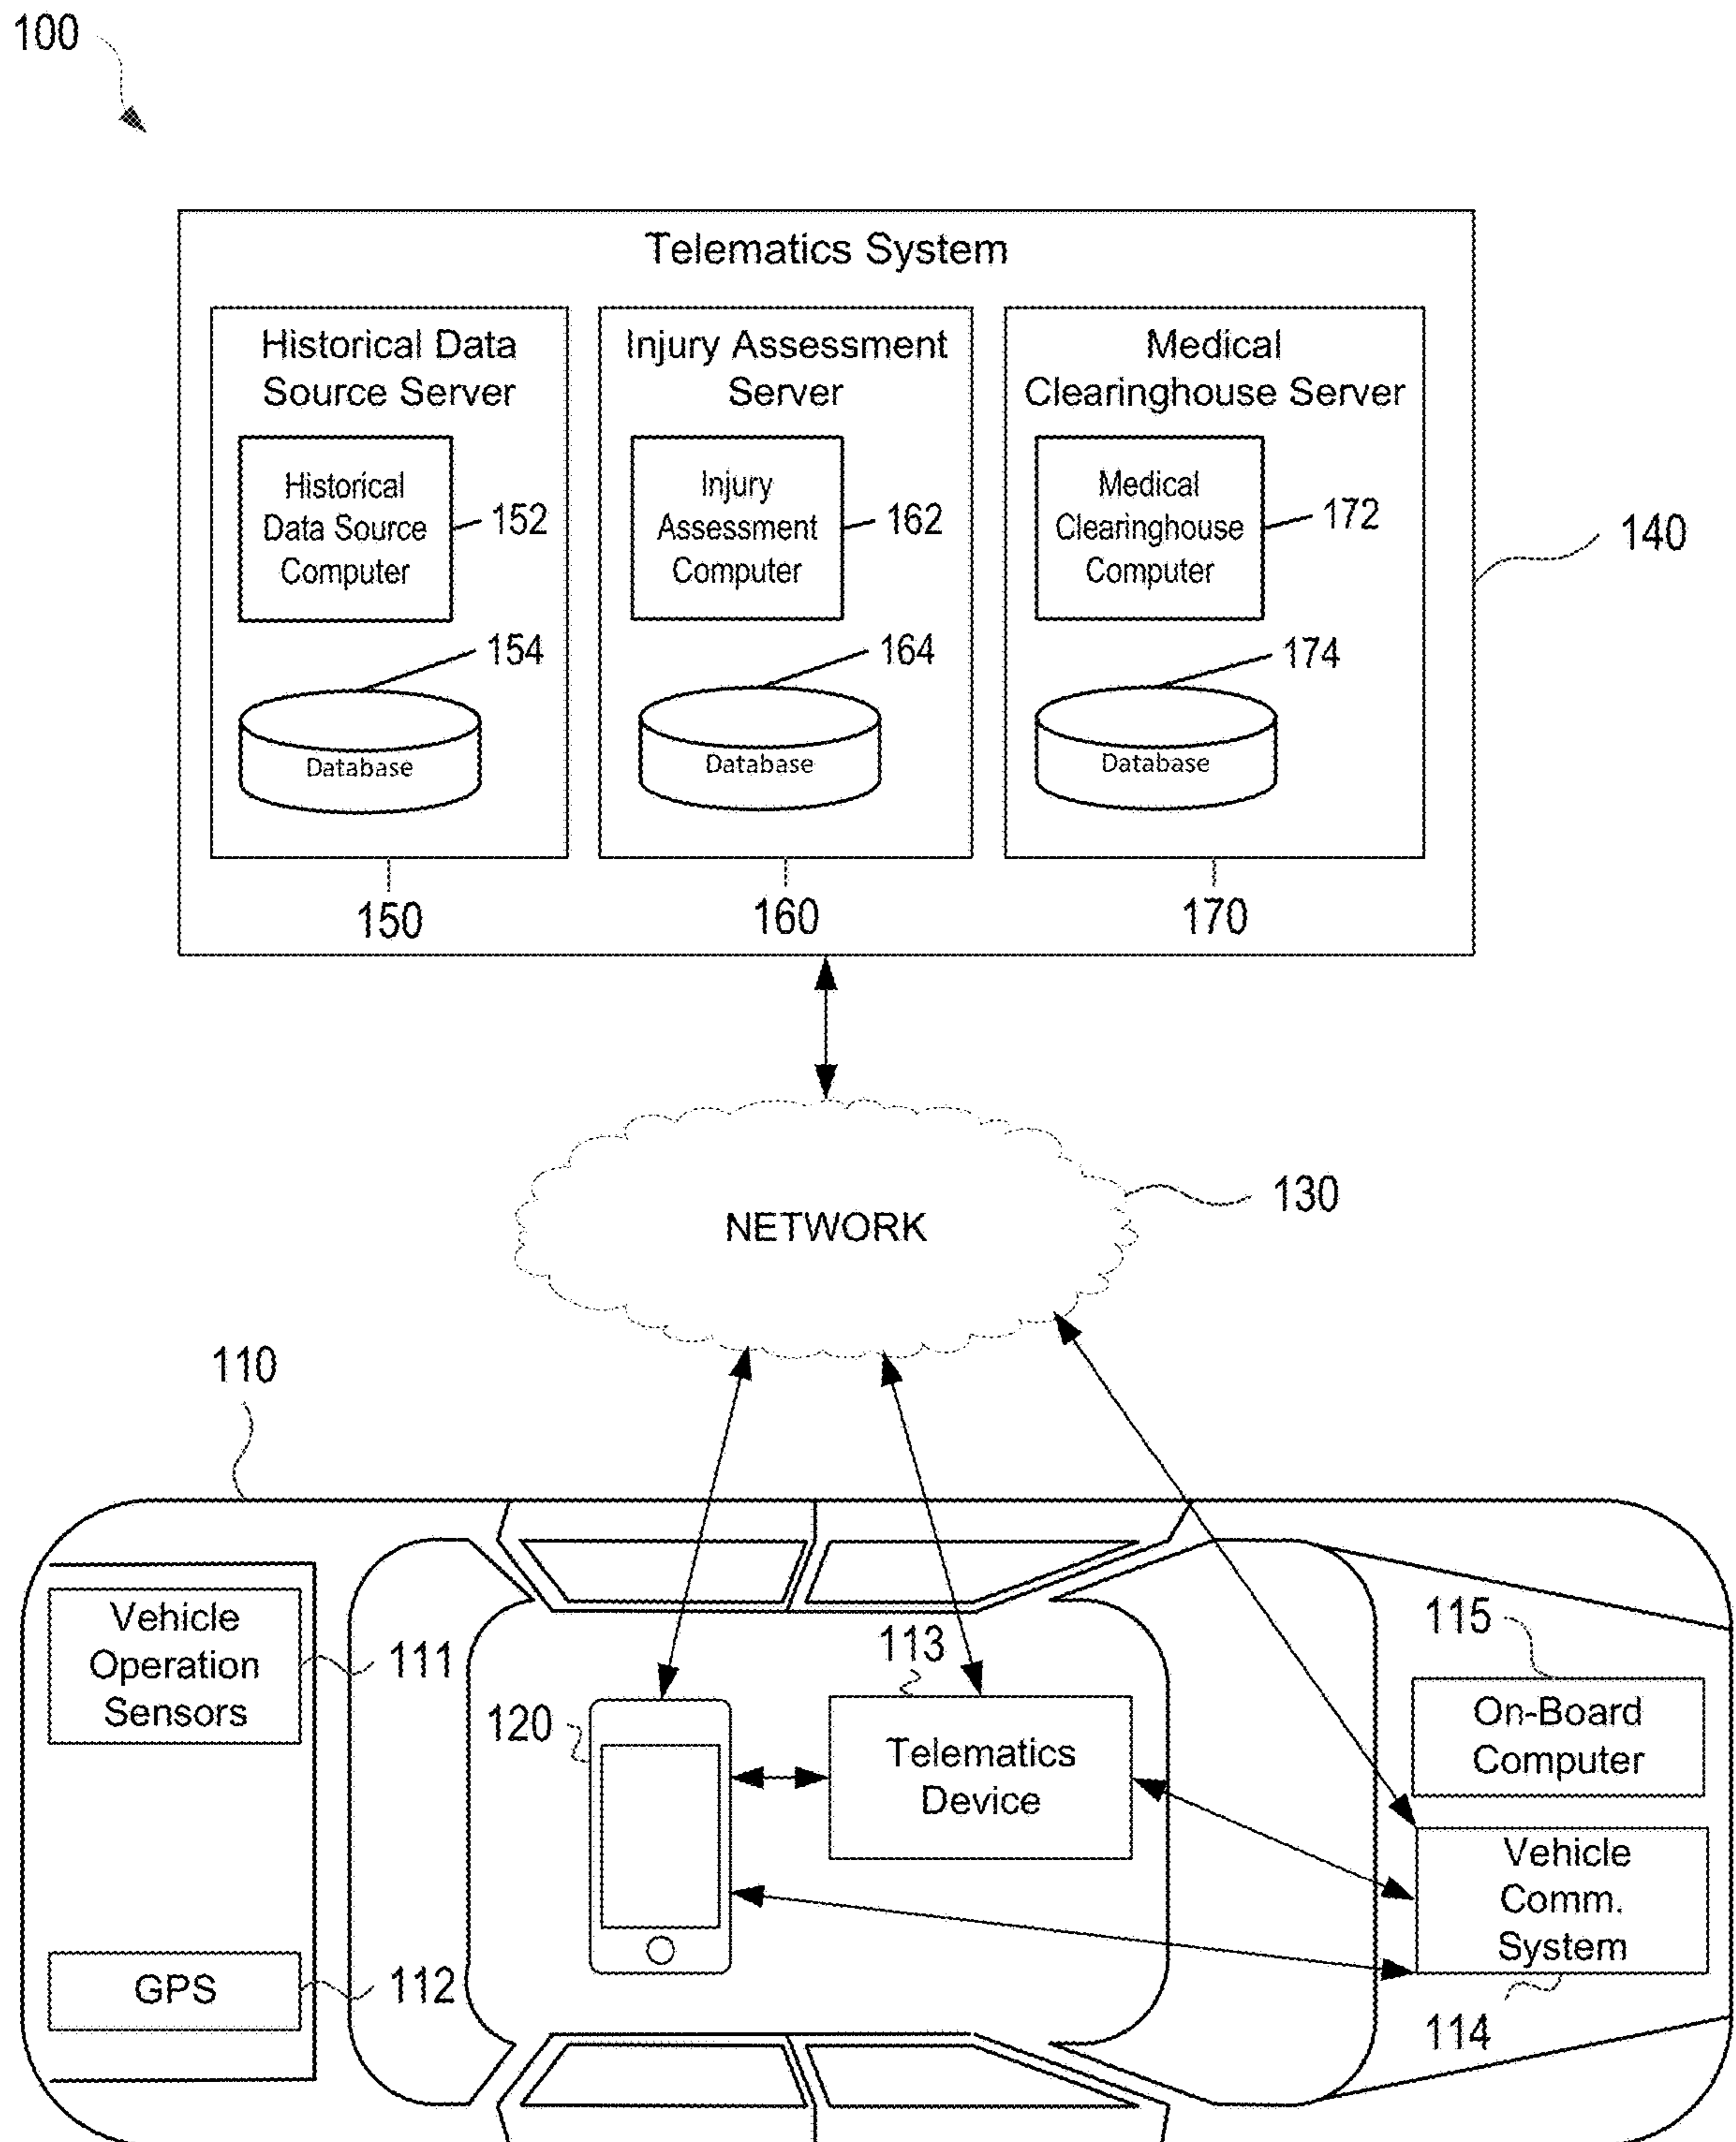 100
Telematics System
Historical Data
Source Server
Historical
Data Source
Computer
152
154
Database
150
Injury Assessment
Server
Injury
Assessment
Computer
162
164
Database
160
Medical
Clearinghouse Server
Medical
Clearinghouse
Computer
172
174
Database
170
140
NETWORK
130
110
Vehicle
Operation
Sensors
111
GPS
112
120
113
Telematics
Device
115
On-Board
Computer
Vehicle
Comm.
System
114